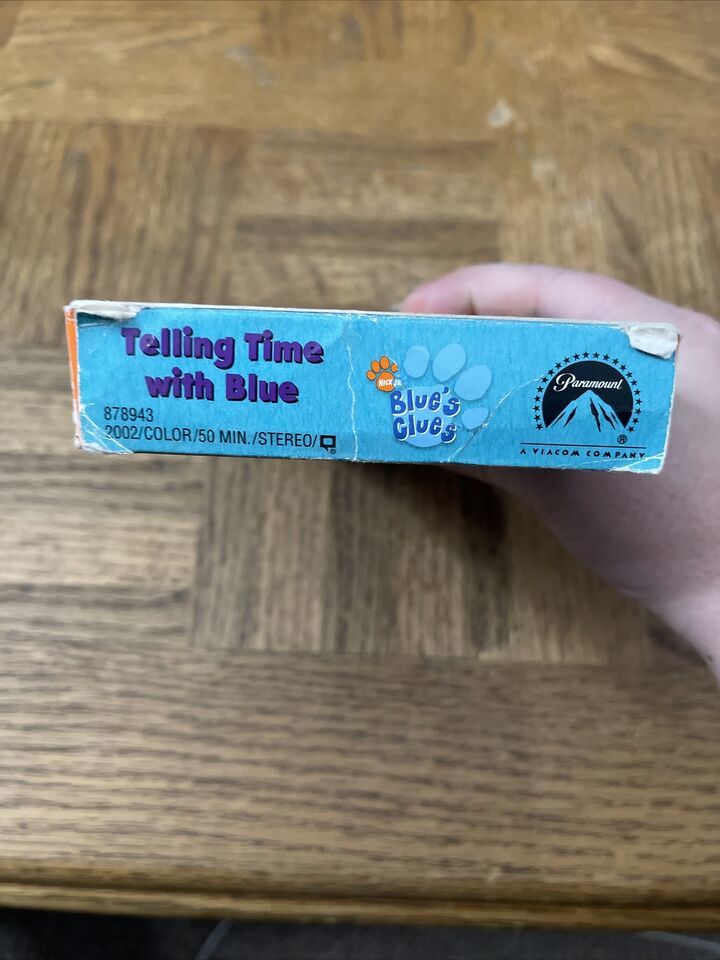 Telling Time
with Blue
878943
2002/COLOR/50 MIN./STEREO/
®
NICK JR.
Blue's
Clues
Paramount
®
A VIACOM COMPANY